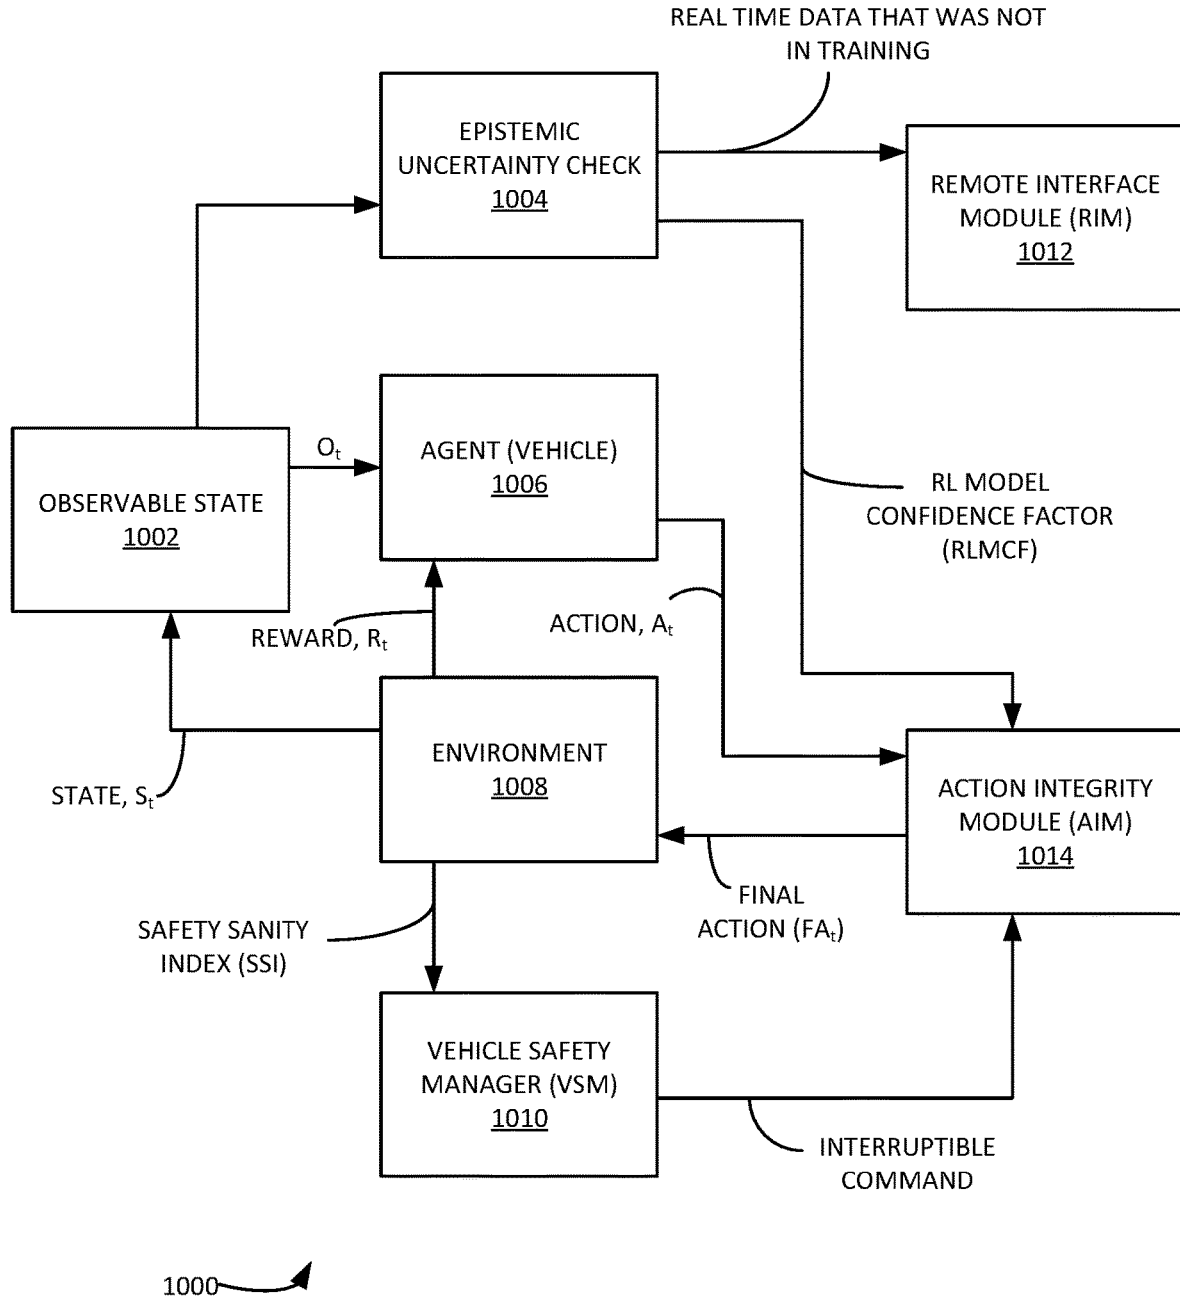 REAL TIME DATA THAT WAS NOT
IN TRAINING
EPISTEMIC
UNCERTAINTY CHECK
1004
REMOTE INTERFACE
MODULE (RIM)
1012
OBSERVABLE STATE
1002
Oₜ
AGENT (VEHICLE)
1006
RL MODEL
CONFIDENCE FACTOR
(RLMCF)
REWARD, Rₜ
ACTION, Aₜ
STATE, Sₜ
ENVIRONMENT
1008
ACTION INTEGRITY
MODULE (AIM)
1014
FINAL
ACTION (FAₜ)
SAFETY SANITY
INDEX (SSI)
VEHICLE SAFETY
MANAGER (VSM)
1010
INTERRUPTIBLE
COMMAND
1000